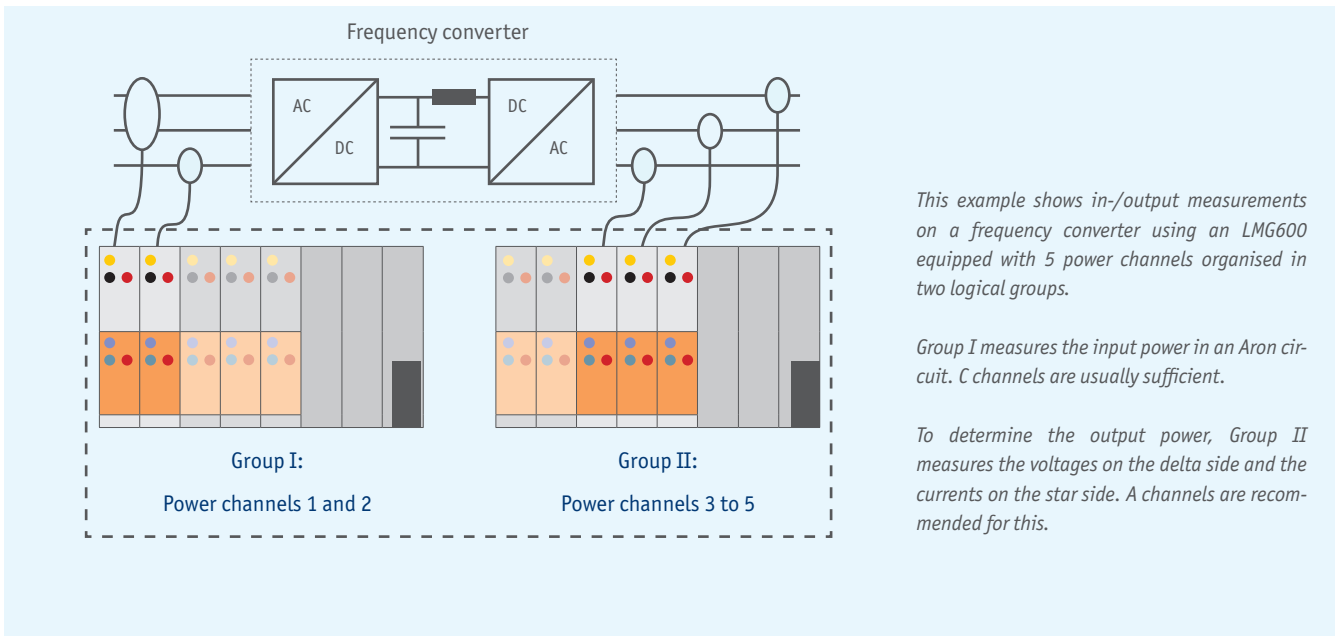 Frequency converter
AC
DC
DC
AC
This example shows in-/output measurements
on a frequency converter using an LMG600
equipped with 5 power channels organised in
two logical groups.
Group I measures the input power in an Aron cir-
cuit. C channels are usually sufficient.
To determine the output power, Group II
measures the voltages on the delta side and the
currents on the star side. A channels are recom-
mended for this.
Group I:
Power channels 1 and 2
Group II:
Power channels 3 to 5